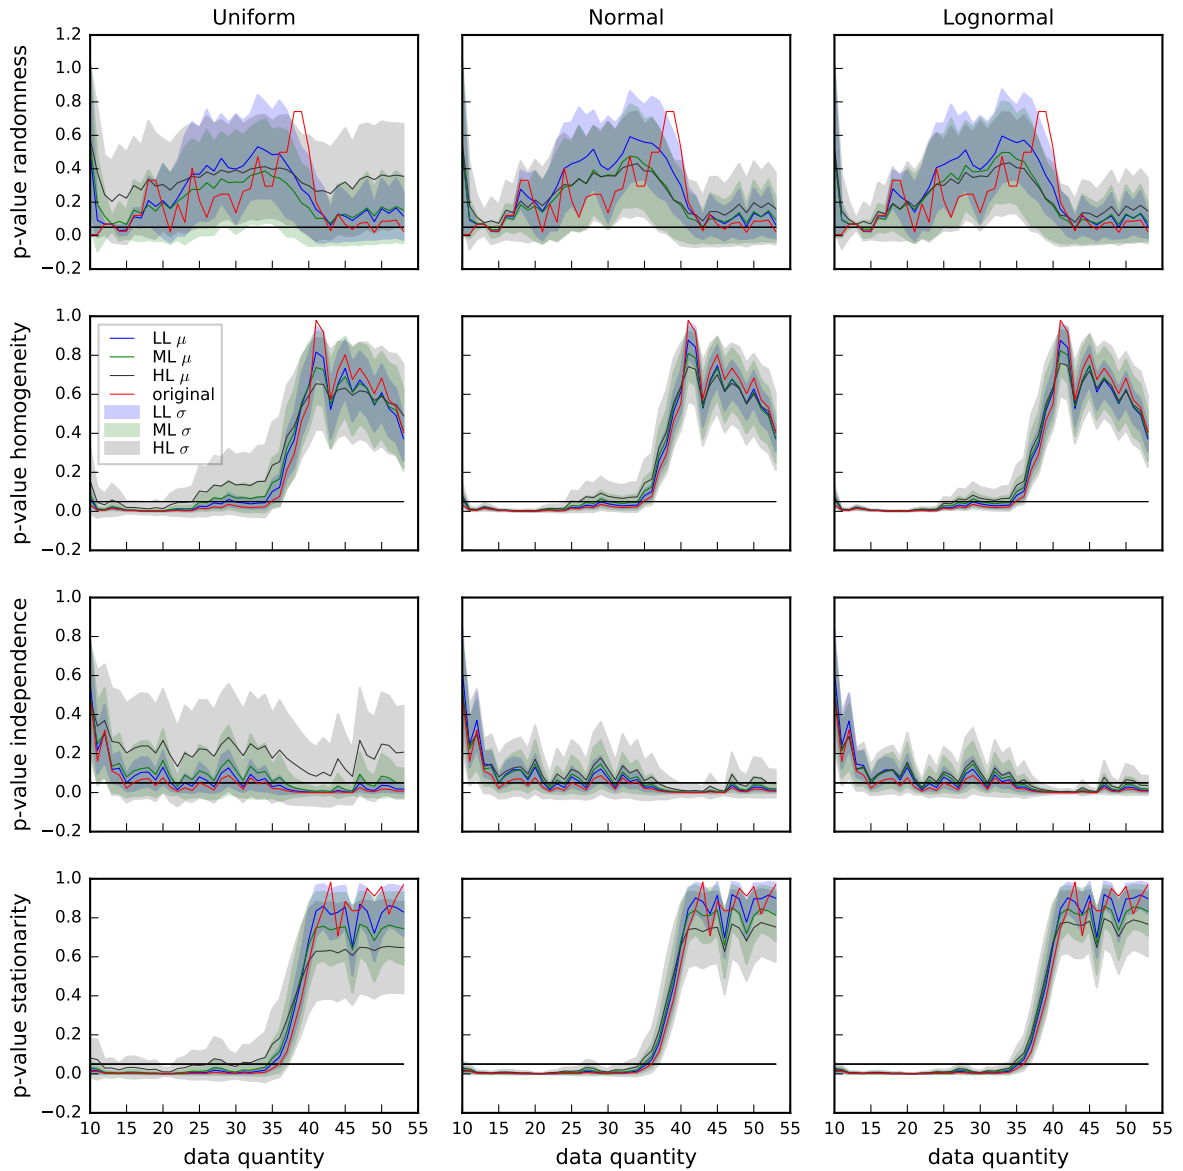 Uniform Normal Lognormal
p-value randomness
1.2
1.0
0.8
0.6
0.4
0.2
0.0
−0.2
p-value homogeneity
1.0
0.8
0.6
0.4
0.2
0.0
−0.2
LL μ
ML μ
HL μ
original
LL σ
ML σ
HL σ
p-value independence
1.0
0.8
0.6
0.4
0.2
0.0
−0.2
p-value stationarity
1.0
0.8
0.6
0.4
0.2
0.0
−0.2
10 15 20 25 30 35 40 45 50 55 10 15 20 25 30 35 40 45 50 55 10 15 20 25 30 35 40 45 50 55
data quantity data quantity data quantity